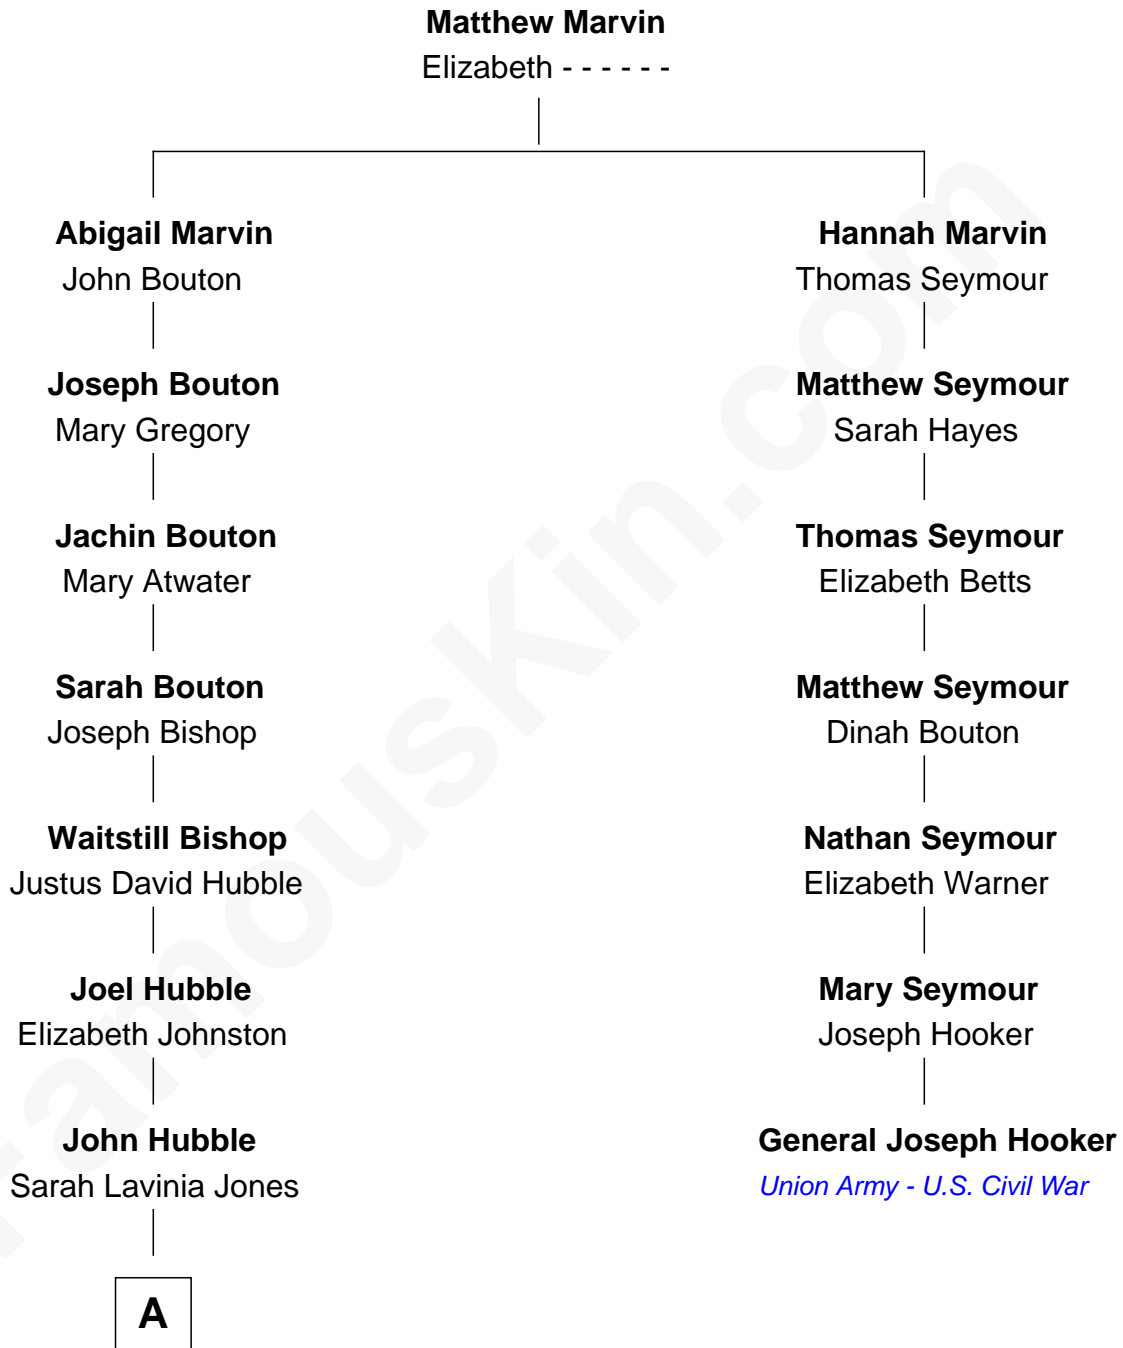 Matthew Marvin
Elizabeth - - - - - -
Abigail Marvin
John Bouton
Hannah Marvin
Thomas Seymour
Joseph Bouton
Mary Gregory
Matthew Seymour
Sarah Hayes
Jachin Bouton
Mary Atwater
Thomas Seymour
Elizabeth Betts
Sarah Bouton
Joseph Bishop
Matthew Seymour
Dinah Bouton
Waitstill Bishop
Justus David Hubble
Nathan Seymour
Elizabeth Warner
Joel Hubble
Elizabeth Johnston
Mary Seymour
Joseph Hooker
John Hubble
Sarah Lavinia Jones
General Joseph Hooker
Union Army - U.S. Civil War
A
FamousKin.com